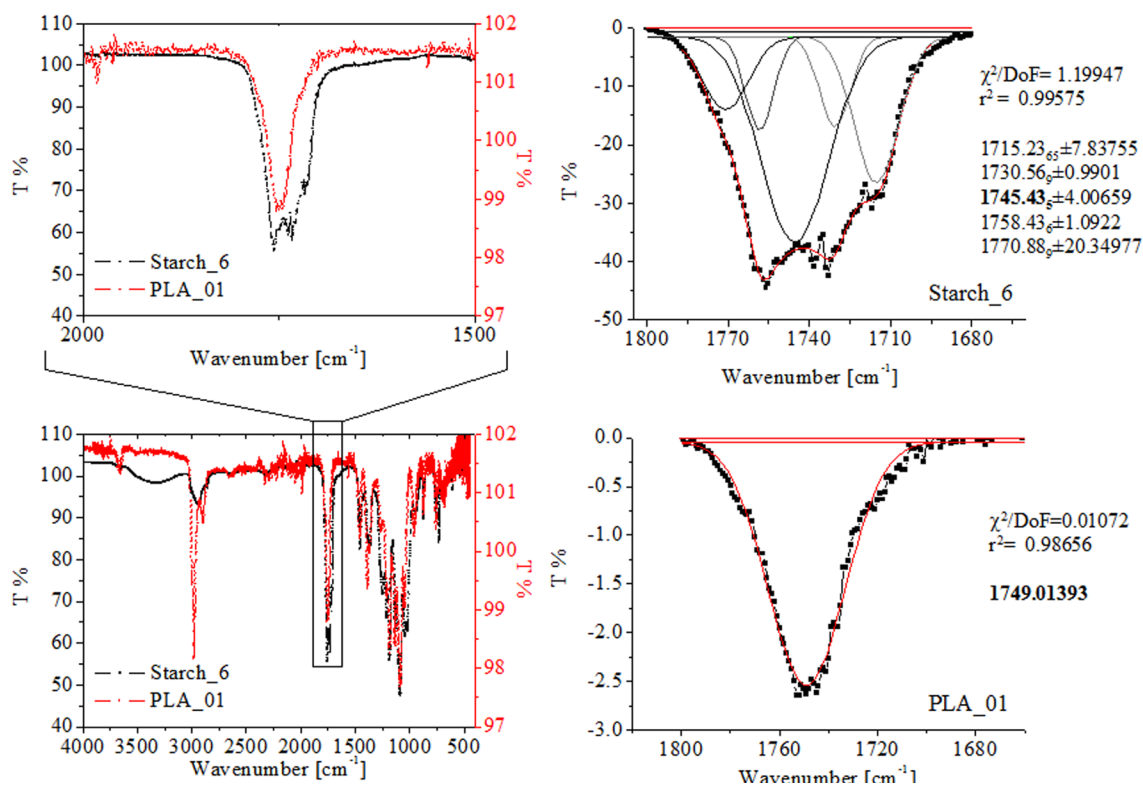 110
100
90
80
70
60
50
40
T %
102
101
100
99
98
97
T %
Starch_6
PLA_01
2000
1500
Wavenumber [cm⁻¹]
0
-10
-20
-30
-40
-50
T %
χ²/DoF= 1.19947
r² = 0.99575
1715.23₆₅±7.83755
1730.56₉±0.9901
1745.43₅±4.00659
1758.43₆±1.0922
1770.88₉±20.34977
Starch_6
1800 1770 1740 1710 1680
Wavenumber [cm⁻¹]
110
100
90
80
70
60
50
40
T %
102
101
100
99
98
97
T %
Starch_6
PLA_01
4000 3500 3000 2500 2000 1500 1000 500
Wavenumber [cm⁻¹]
0.0
-0.5
-1.0
-1.5
-2.0
-2.5
-3.0
T %
χ²/DoF=0.01072
r²= 0.98656
1749.01393
PLA_01
1800 1760 1720 1680
Wavenumber [cm⁻¹]